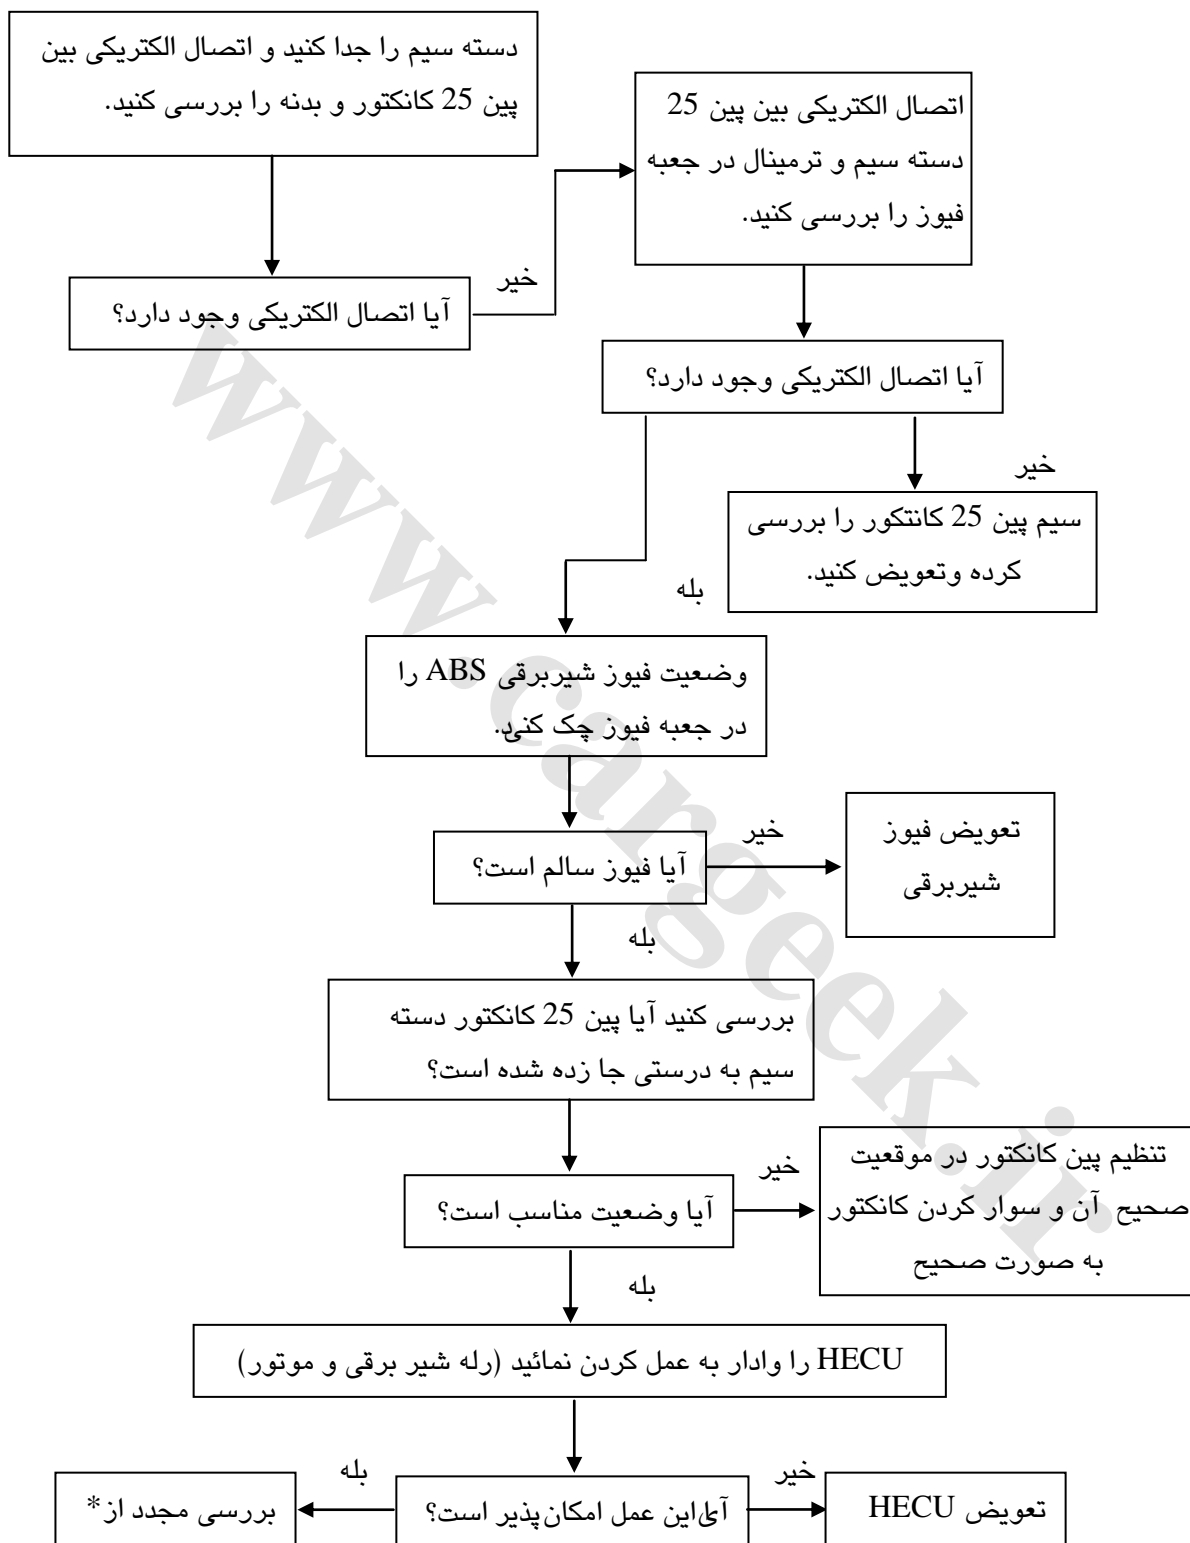 دسته سیم را جدا کنید و اتصال الکتریکی بین
پین 25 کانکتور و بدنه را بررسی کنید.
اتصال الکتریکی بین پین 25
دسته سیم و ترمینال در جعبه
فیوز را بررسی کنید.
خیر
آیا اتصال الکتریکی وجود دارد؟
آیا اتصال الکتریکی وجود دارد؟
خیر
سیم پین 25 کانتکور را بررسی
کرده وتعویض کنید.
بله
وضعیت فیوز شیربرقی ABS را
در جعبه فیوز چک کنید.
تعویض فیوز
شیربرقی
خیر
آیا فیوز سالم است؟
بله
بررسی کنید آیا پین 25 کانکتور دسته
سیم به درستی جا زده شده است؟
تنظیم پین کانکتور در موقعیت
صحیح آن و سوار کردن کانکتور
به صورت صحیح
خیر
آیا وضعیت مناسب است؟
بله
HECU را وادار به عمل کردن نمائید (رله شیر برقی و موتور)
خیر
بله
تعویض HECU
آیااین عمل امکان‌پذیر است؟
بررسی مجدد از*
www.cargeek.ir